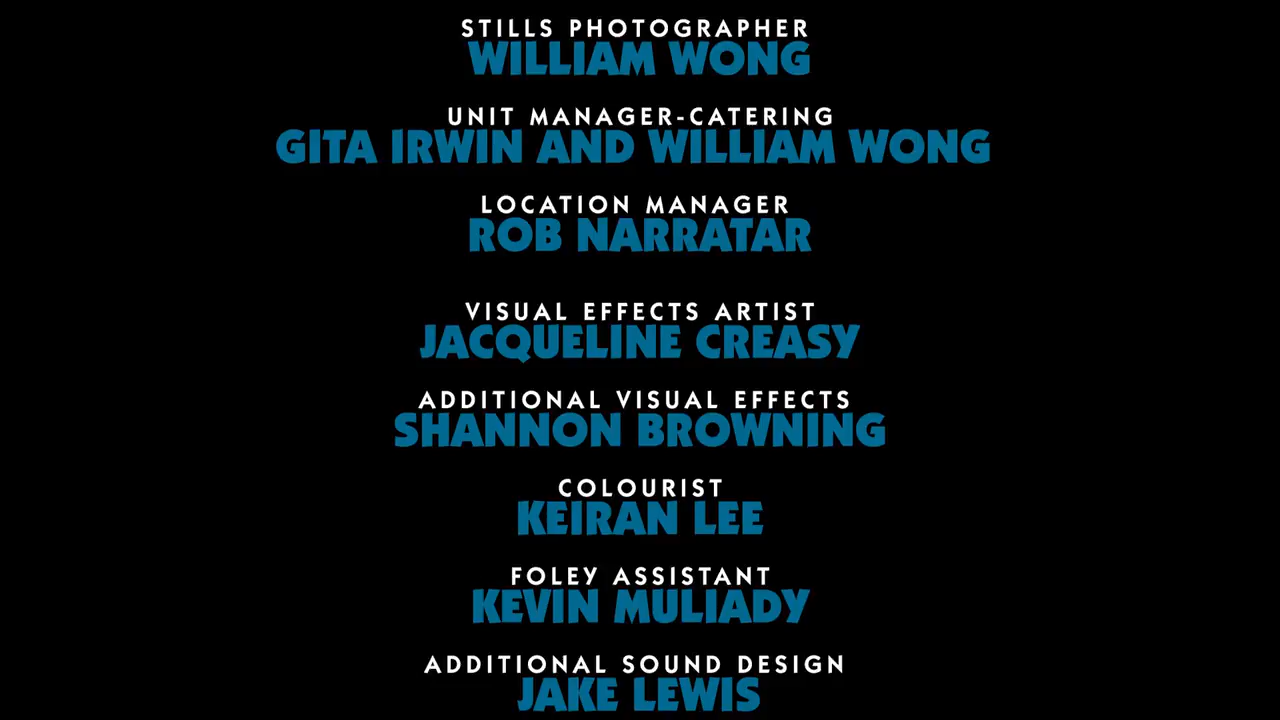 STILLS PHOTOGRAPHER
WILLIAM WONG
UNIT MANAGER-CATERING
GITA IRWIN AND WILLIAM WONG
LOCATION MANAGER
ROB NARRATAR
VISUAL EFFECTS ARTIST
JACQUELINE CREASY
ADDITIONAL VISUAL EFFECTS
SHANNON BROWNING
COLOURIST
KEIRAN LEE
FOLEY ASSISTANT
KEVIN MULIADY
ADDITIONAL SOUND DESIGN
JAKE LEWIS